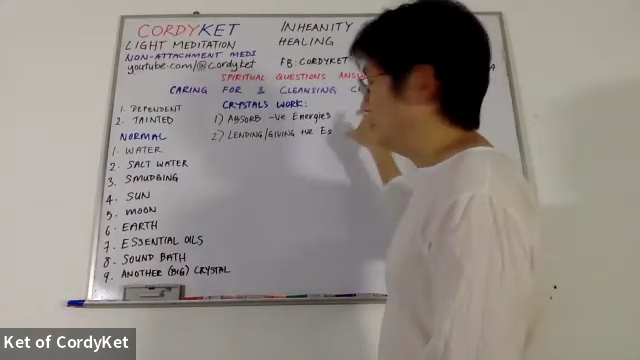 CORDYKET
INHEANITY
LIGHT MEDITATION
HEALING
NON-ATTACHMENT MEDI
youtube.com/@Cordyket
FB: CORDYKET
4
SPIRITUAL QUESTIONS ANSW
CARING FOR & CLEANSING C
CRYSTALS WORK:
1. DEPENDENT
2. TAINTED
1) ABSORB -ve Energies
2) LENDING/GIVING +ve Es
NORMAL
1. WATER
2. SALT WATER
3. SMUDGING
4. SUN
5. MOON
6. EARTH
7. ESSENTIAL OILS
8. SOUND BATH
9. ANOTHER (BIG) CRYSTAL
Ket of CordyKet